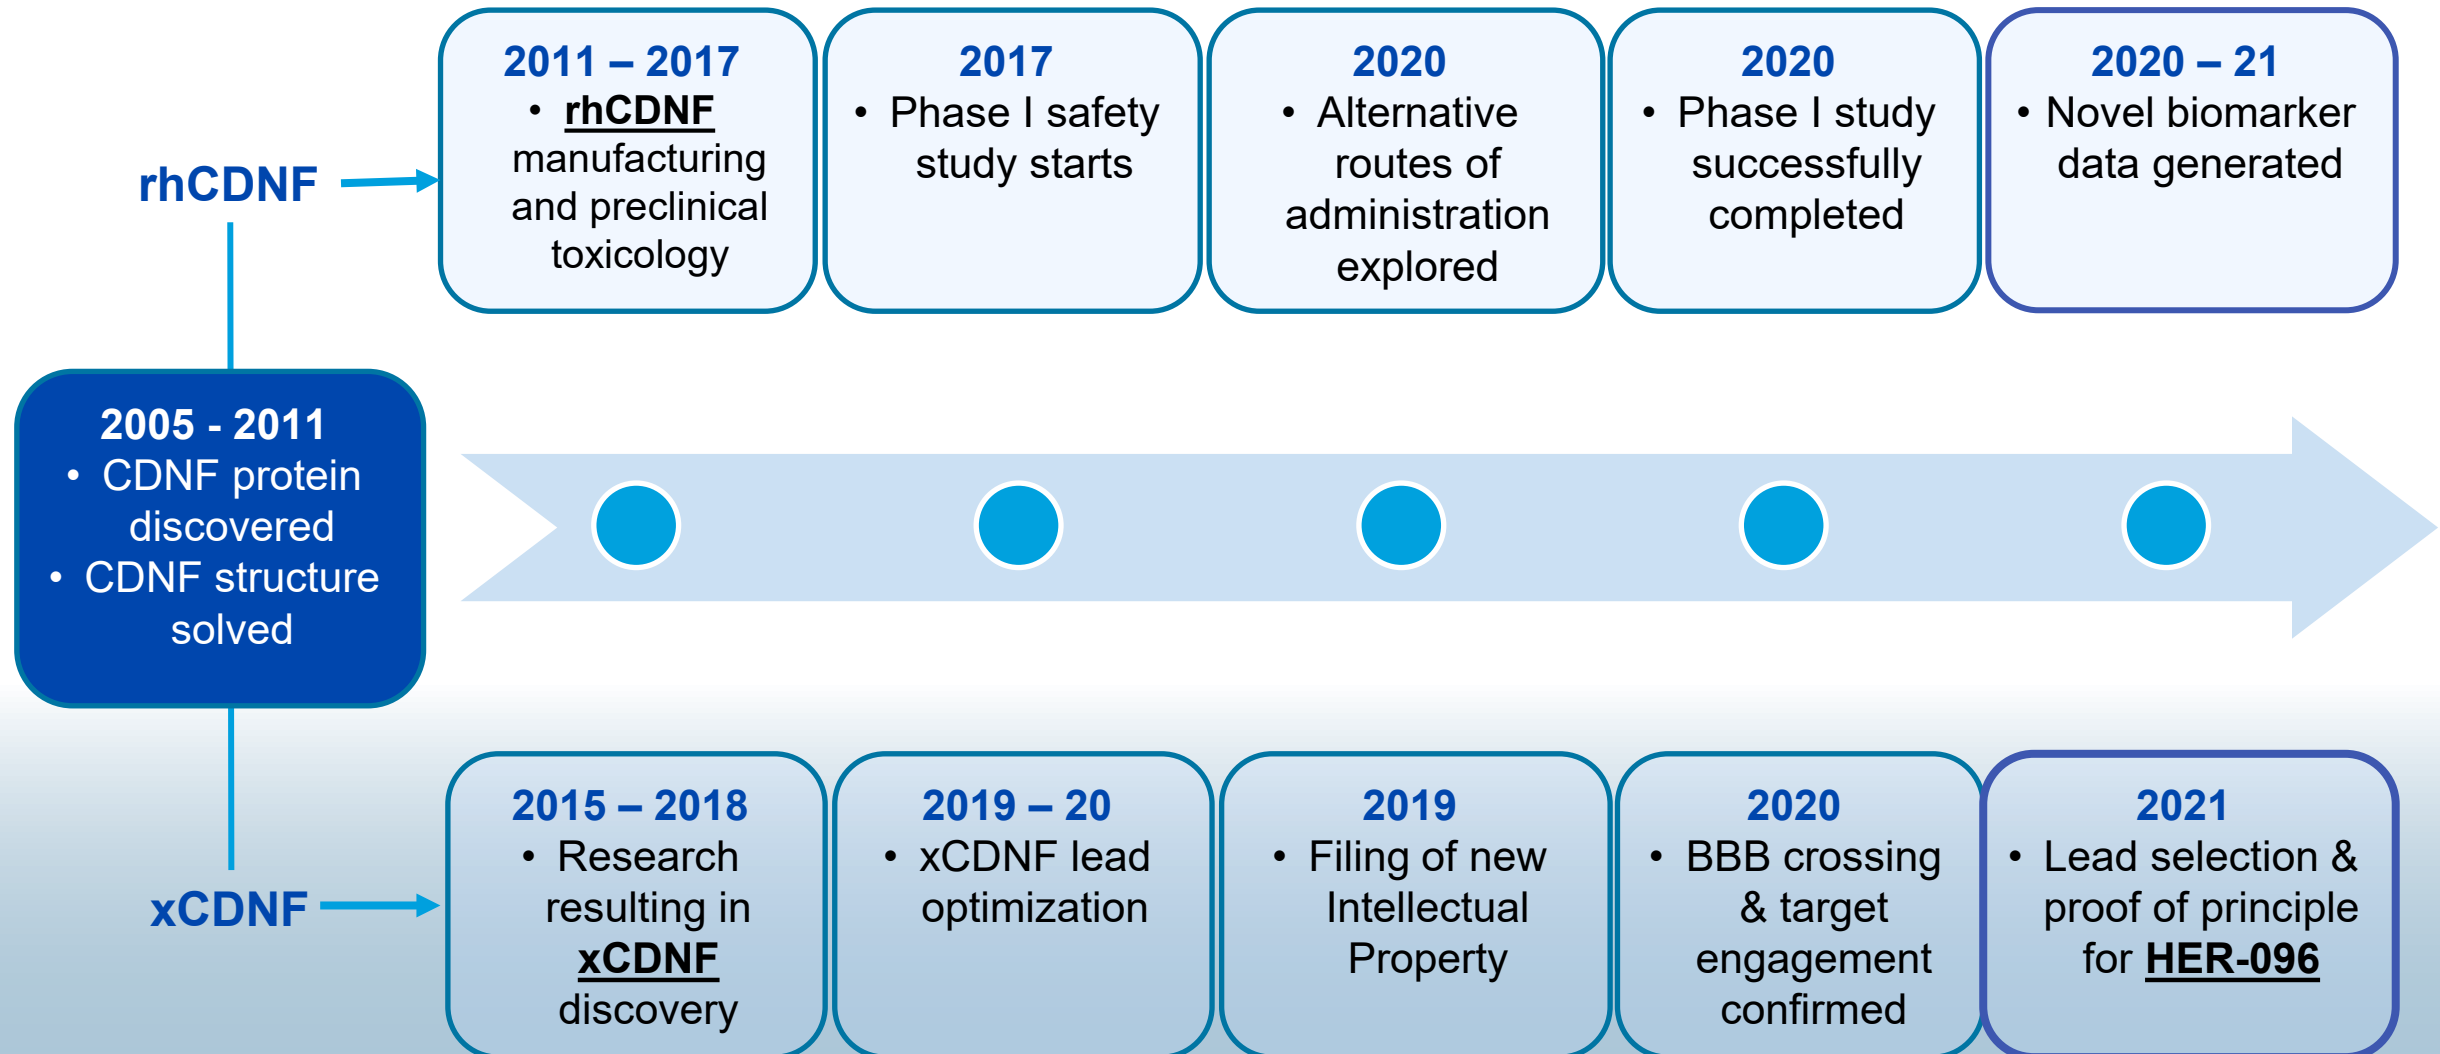 2011 – 2017
• rhCDNF
manufacturing
and preclinical
toxicology
2017
• Phase I safety
study starts
2020
• Alternative
routes of
administration
explored
2020
• Phase I study
successfully
completed
2020 – 21
• Novel biomarker
data generated
rhCDNF
2005 - 2011
• CDNF protein
discovered
• CDNF structure
solved
xCDNF
2015 – 2018
• Research
resulting in
xCDNF
discovery
2019 – 20
• xCDNF lead
optimization
2019
• Filing of new
Intellectual
Property
2020
• BBB crossing
& target
engagement
confirmed
2021
• Lead selection &
proof of principle
for HER-096